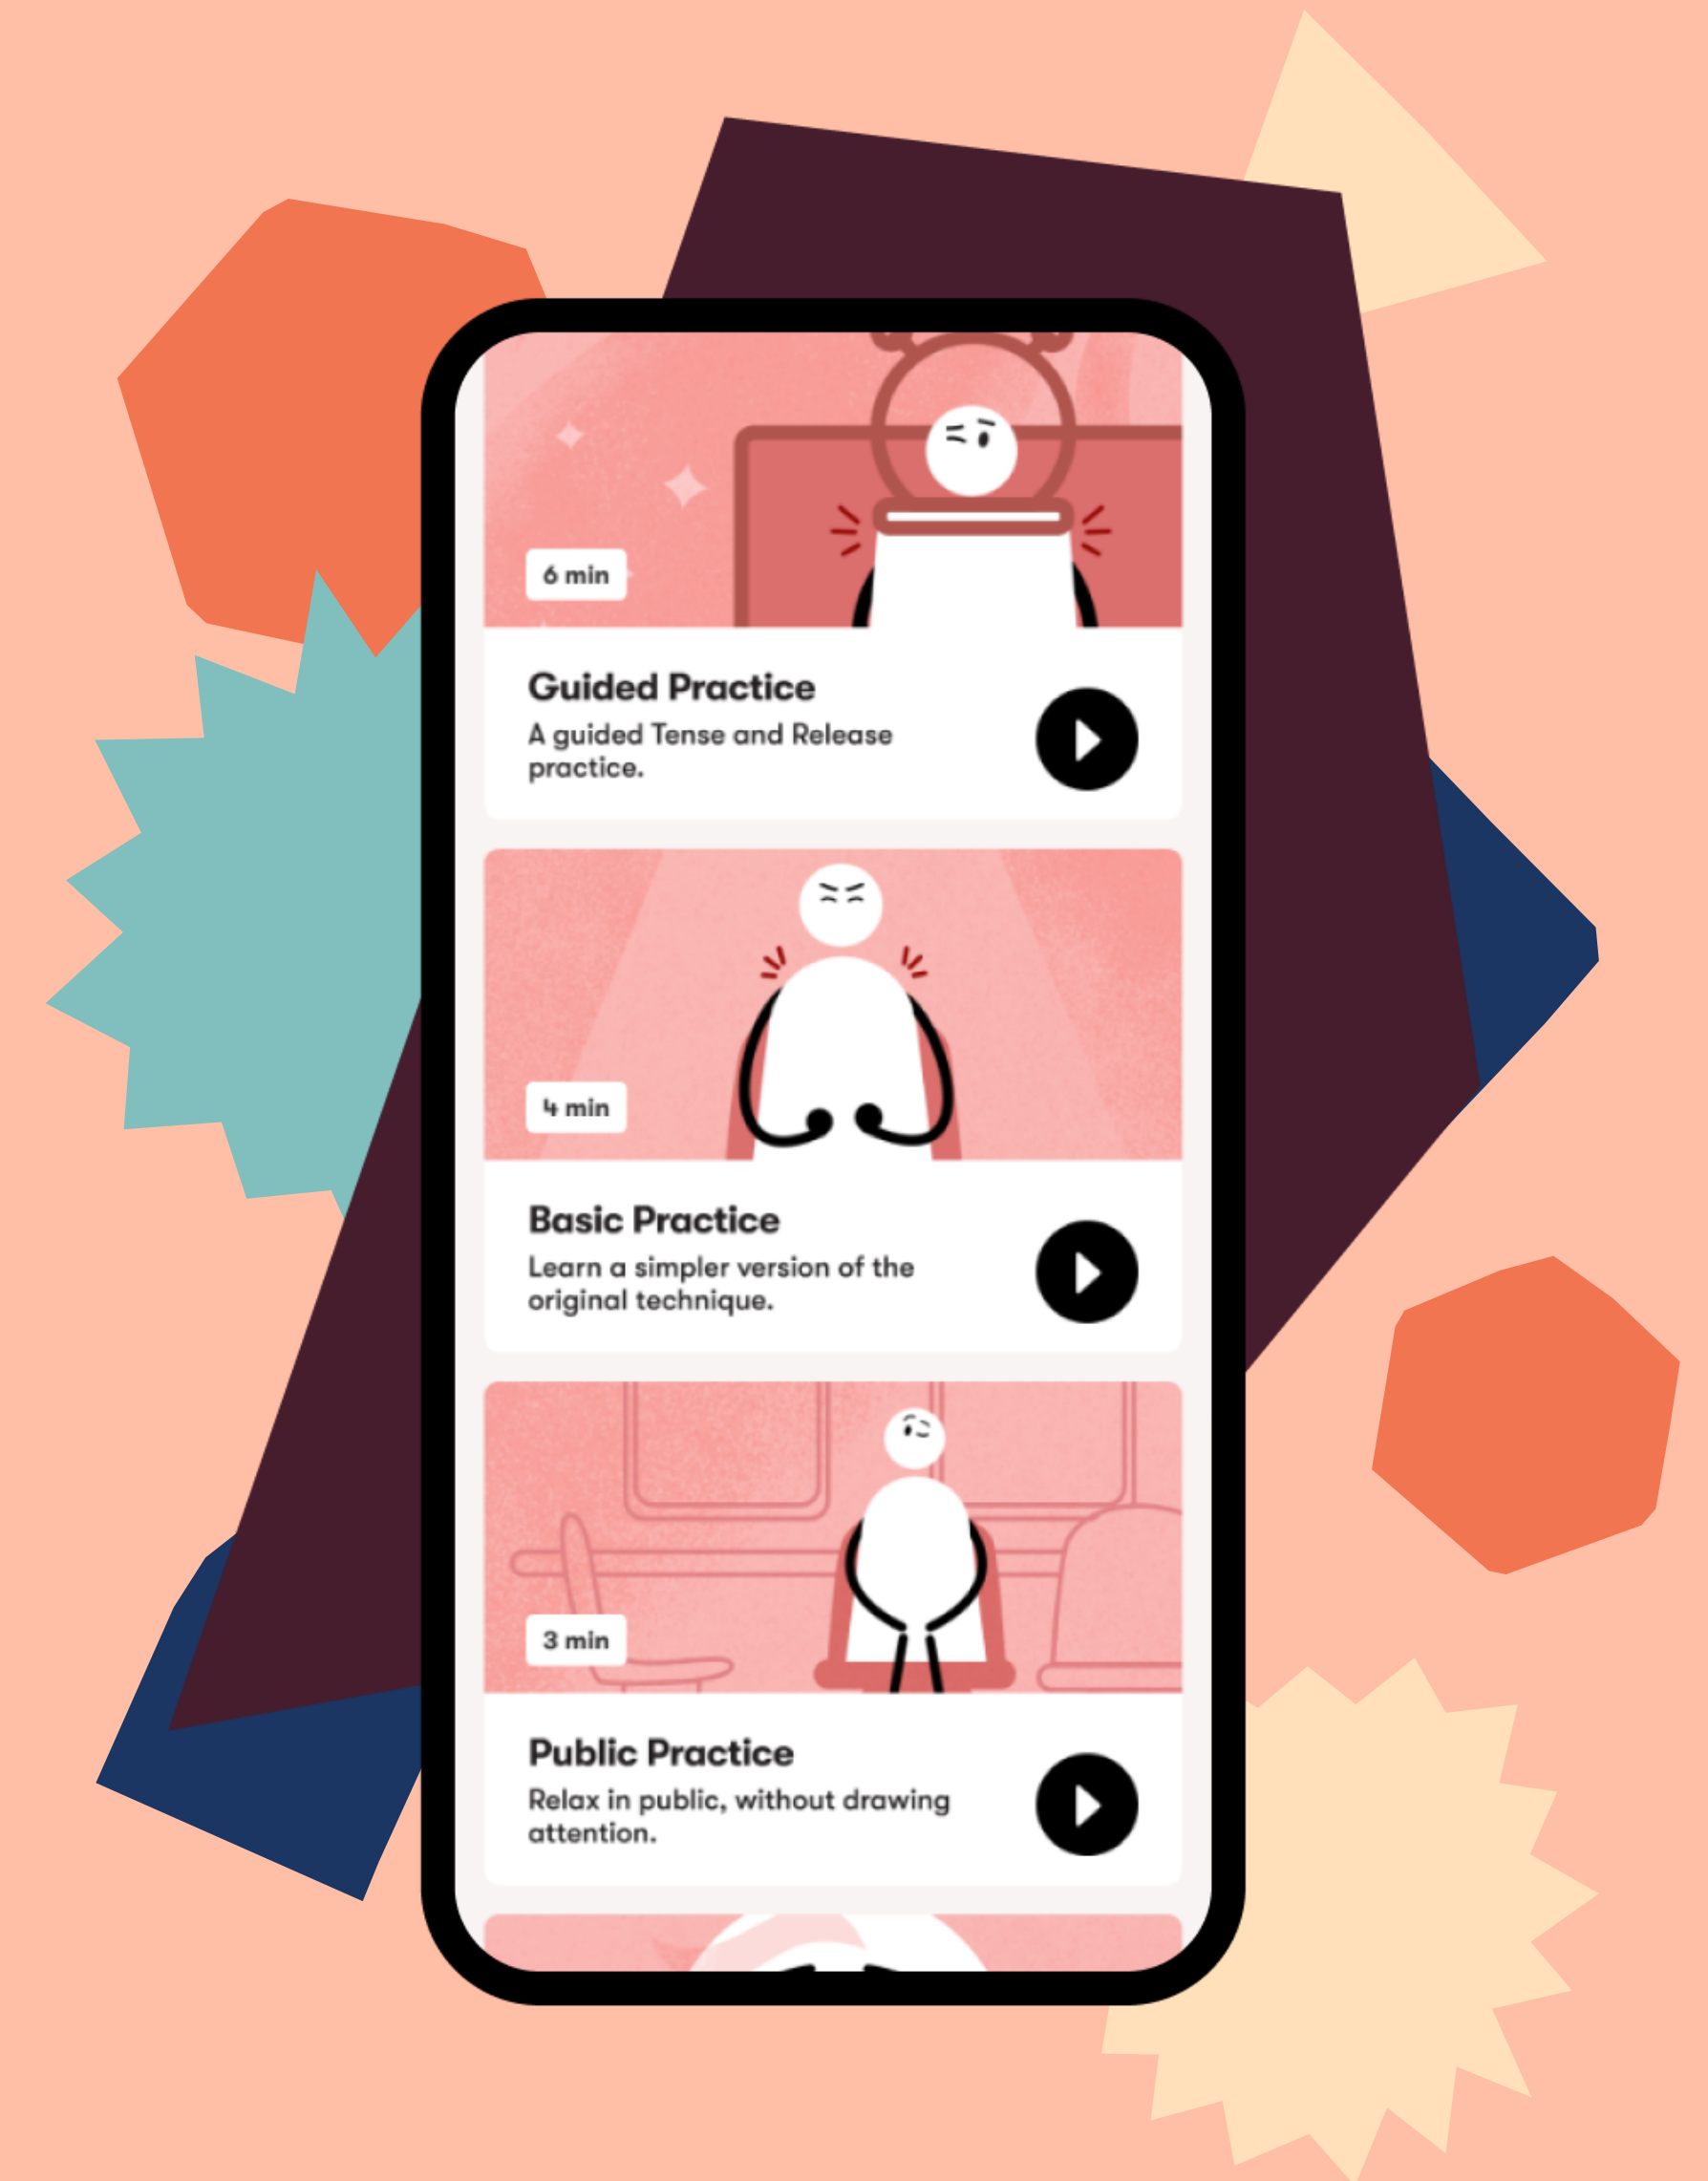 6 min
Guided Practice
A guided Tense and Release
practice.
4 min
Basic Practice
Learn a simpler version of the
original technique.
3 min
Public Practice
Relax in public, without drawing
attention.